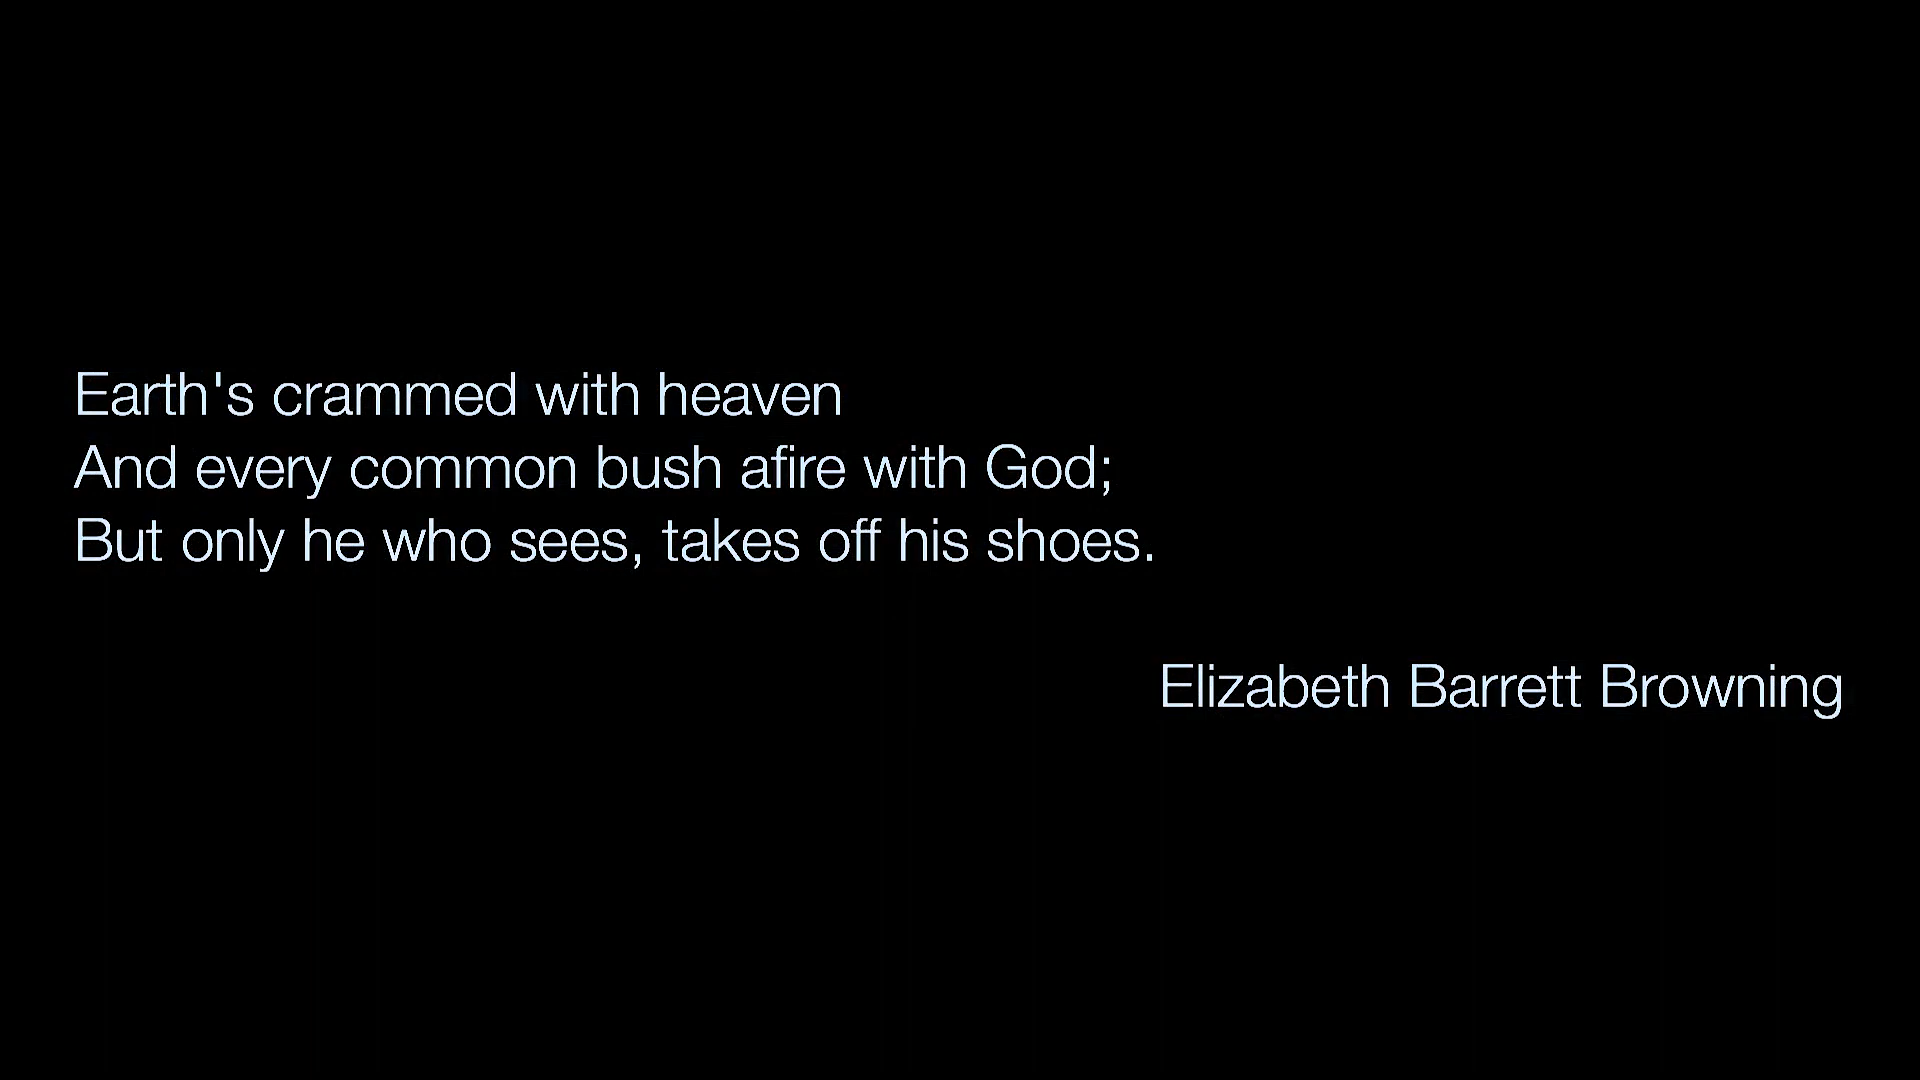 Earth's crammed with heaven
And every common bush afire with God;
But only he who sees, takes off his shoes.
Elizabeth Barrett Browning